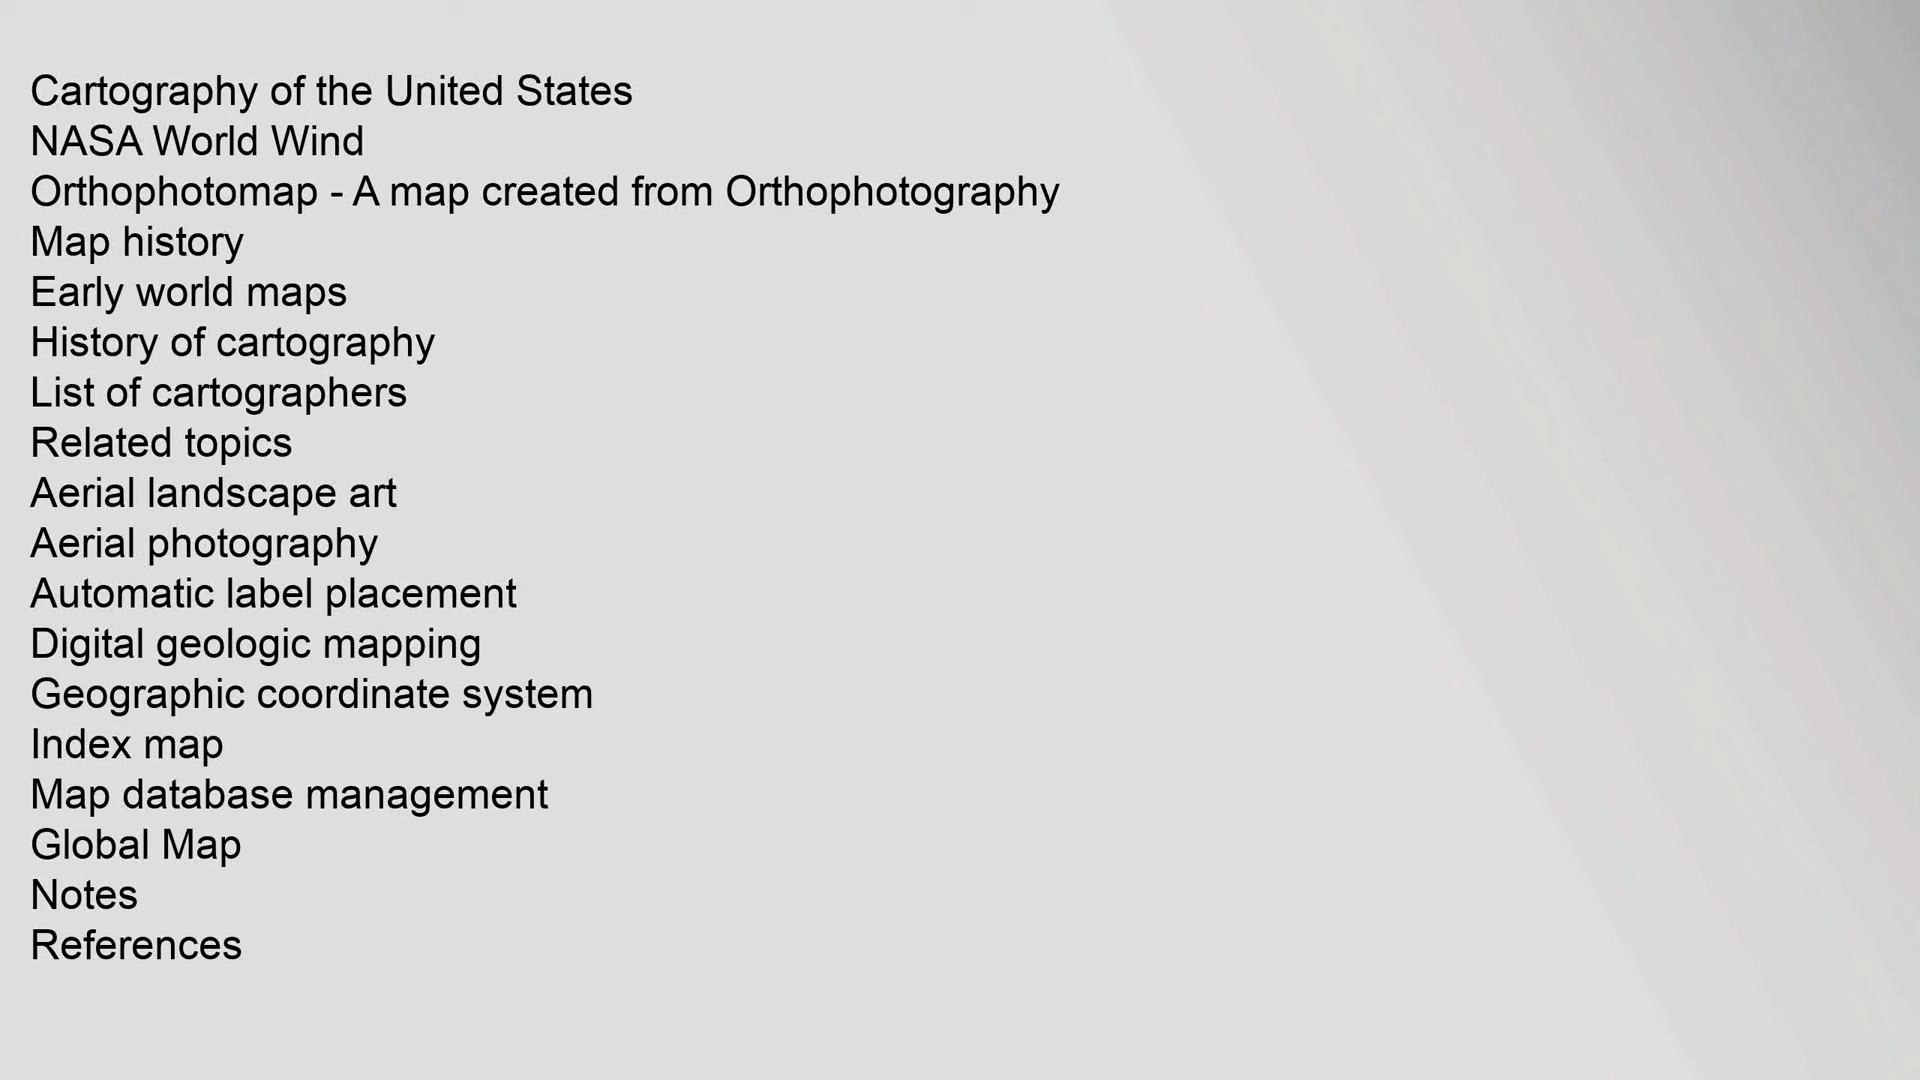 Cartography of the United States
NASA World Wind
Orthophotomap - A map created from Orthophotography
Map history
Early world maps
History of cartography
List of cartographers
Related topics
Aerial landscape art
Aerial photography
Automatic label placement
Digital geologic mapping
Geographic coordinate system
Index map
Map database management
Global Map
Notes
References